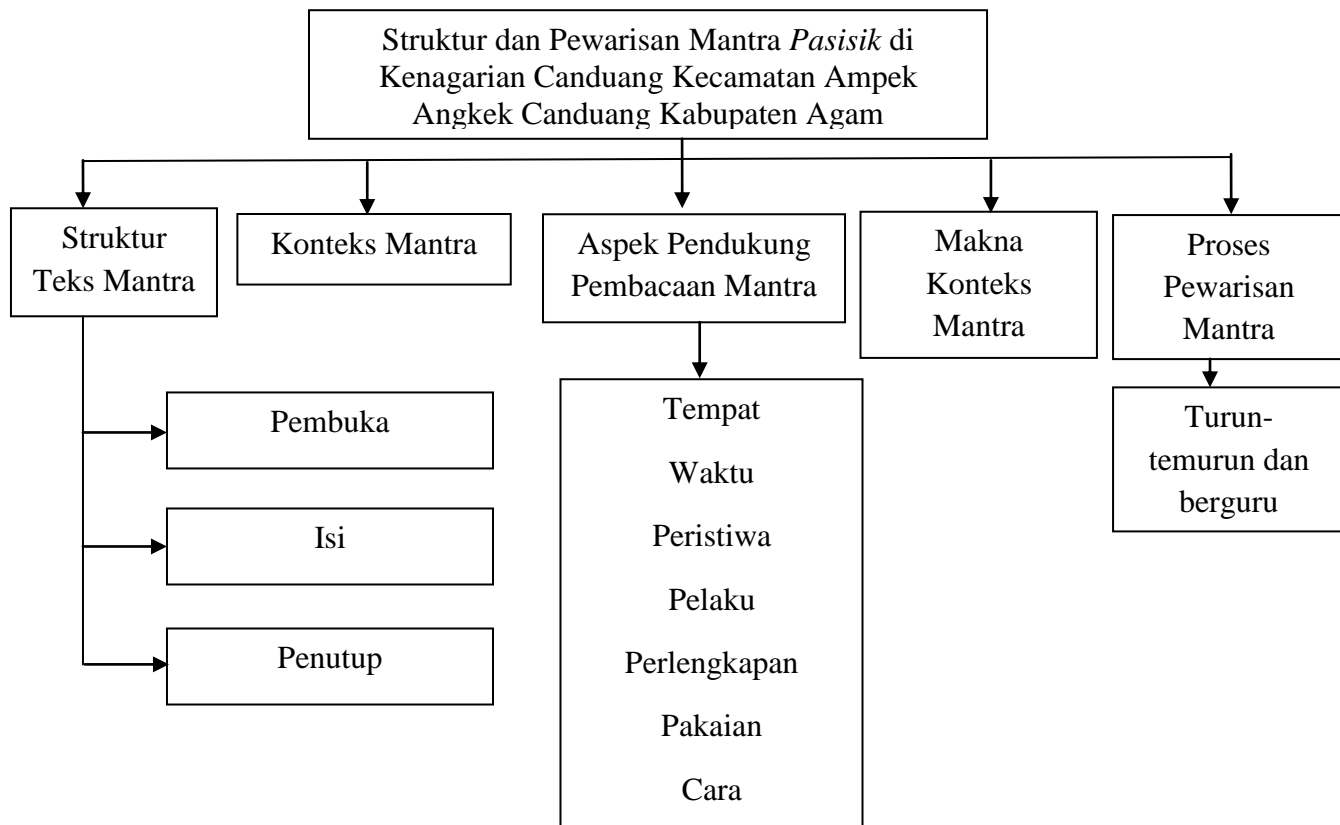 Struktur dan Pewarisan Mantra Pasisik di
Kenagarian Canduang Kecamatan Ampek
Angkek Canduang Kabupaten Agam
Struktur
Teks Mantra
Konteks Mantra
Aspek Pendukung
Pembacaan Mantra
Makna
Konteks
Mantra
Proses
Pewarisan
Mantra
Pembuka
Isi
Penutup
Tempat
Waktu
Peristiwa
Pelaku
Perlengkapan
Pakaian
Cara
Turun-
temurun dan
berguru